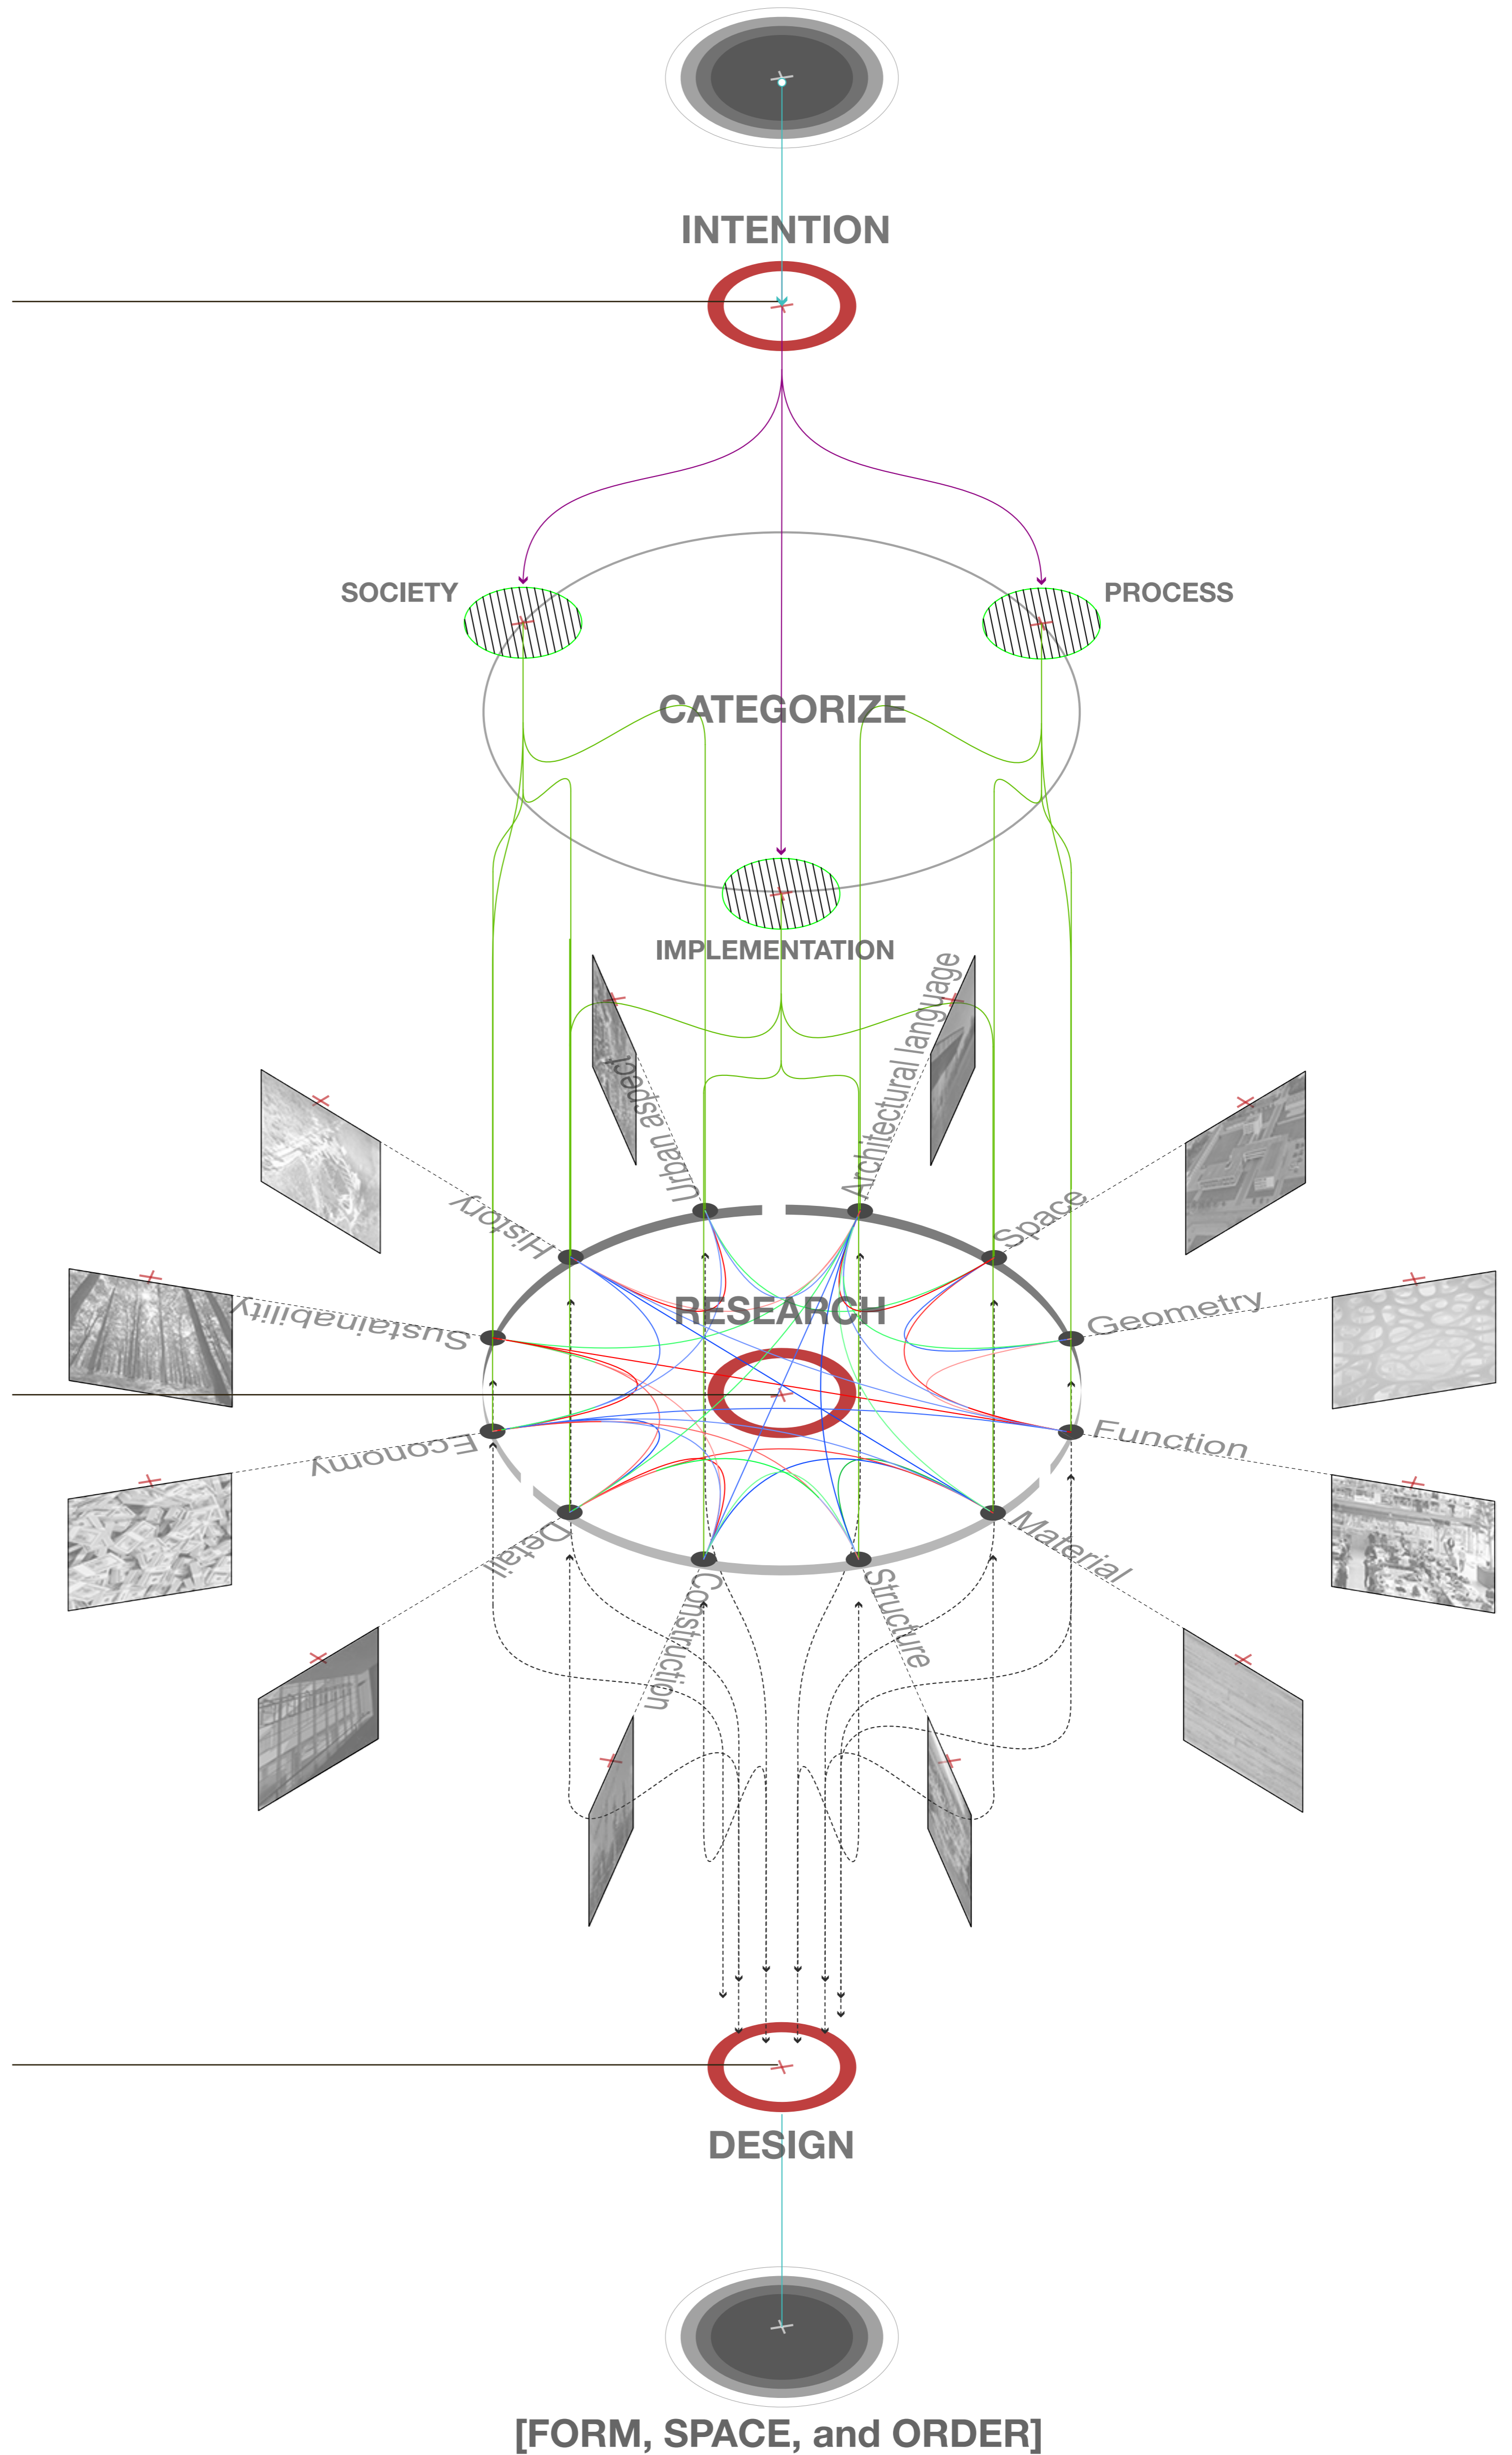 INTENTION
SOCIETY
PROCESS
CATEGORIZE
IMPLEMENTATION
Urban aspect
Architectural language
History
Space
Sustainability
RESEARCH
Geometry
Economy
Function
Detail
Material
Construction
Structure
DESIGN
[FORM, SPACE, and ORDER]